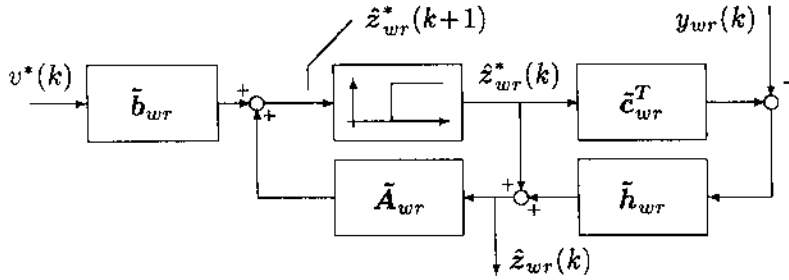 ẑ*_wr(k+1)
y_wr(k)
v*(k)
b̃_wr
+
+
ẑ*_wr(k)
c̃^T_wr
-
Ã_wr
+
+
h̃_wr
ẑ_wr(k)